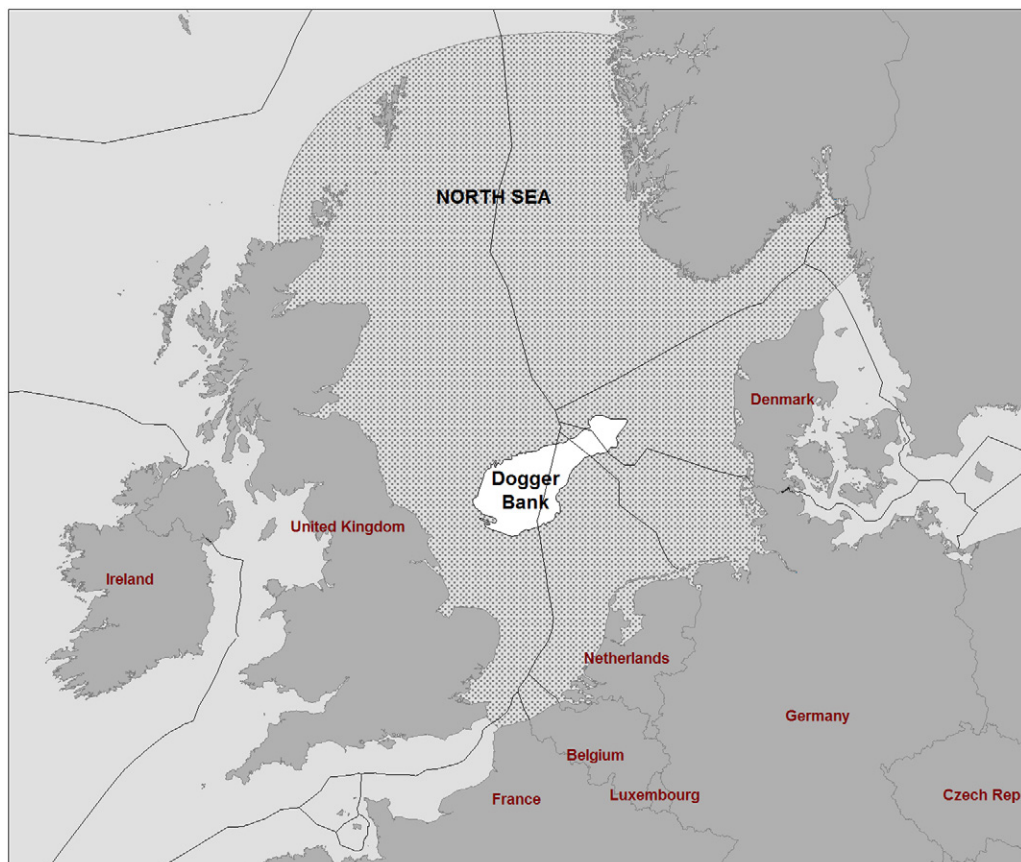 NORTH SEA
Denmark
Dogger
Bank
United Kingdom
Ireland
Netherlands
Germany
Belgium
France
Luxembourg
Czech Rep